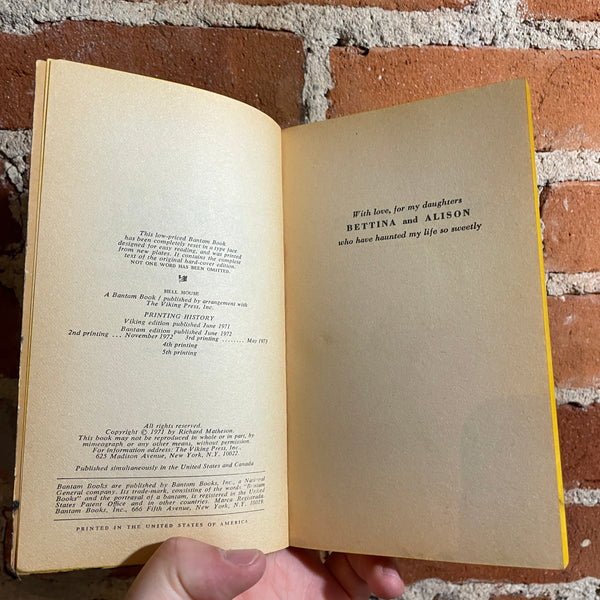 This low-priced Bantam Book
has been completely reset in a type face
designed for easy reading, and was printed
from new plates. It contains the complete
text of the original hard-cover edition.
NOT ONE WORD HAS BEEN OMITTED.
HELL HOUSE
A Bantam Book / published by arrangement with
The Viking Press, Inc.
PRINTING HISTORY
Viking edition published June 1971
Bantam edition published June 1972
2nd printing ... November 1972 3rd printing ......... May 1973
4th printing
5th printing
All rights reserved.
Copyright © 1971 by Richard Matheson.
This book may not be reproduced in whole or in part, by
mimeograph or any other means, without permission.
For information address: The Viking Press, Inc.,
625 Madison Avenue, New York, N.Y. 10022.
Published simultaneously in the United States and Canada
Bantam Books are published by Bantam Books, Inc., a National
General company. Its trade-mark, consisting of the words "Bantam
Books" and the portrayal of a bantam, is registered in the United
States Patent Office and in other countries. Marca Registrada.
Bantam Books, Inc., 666 Fifth Avenue, New York, N.Y. 10019.
PRINTED IN THE UNITED STATES OF AMERICA
With love, for my daughters
BETTINA and ALISON
who have haunted my life so sweetly